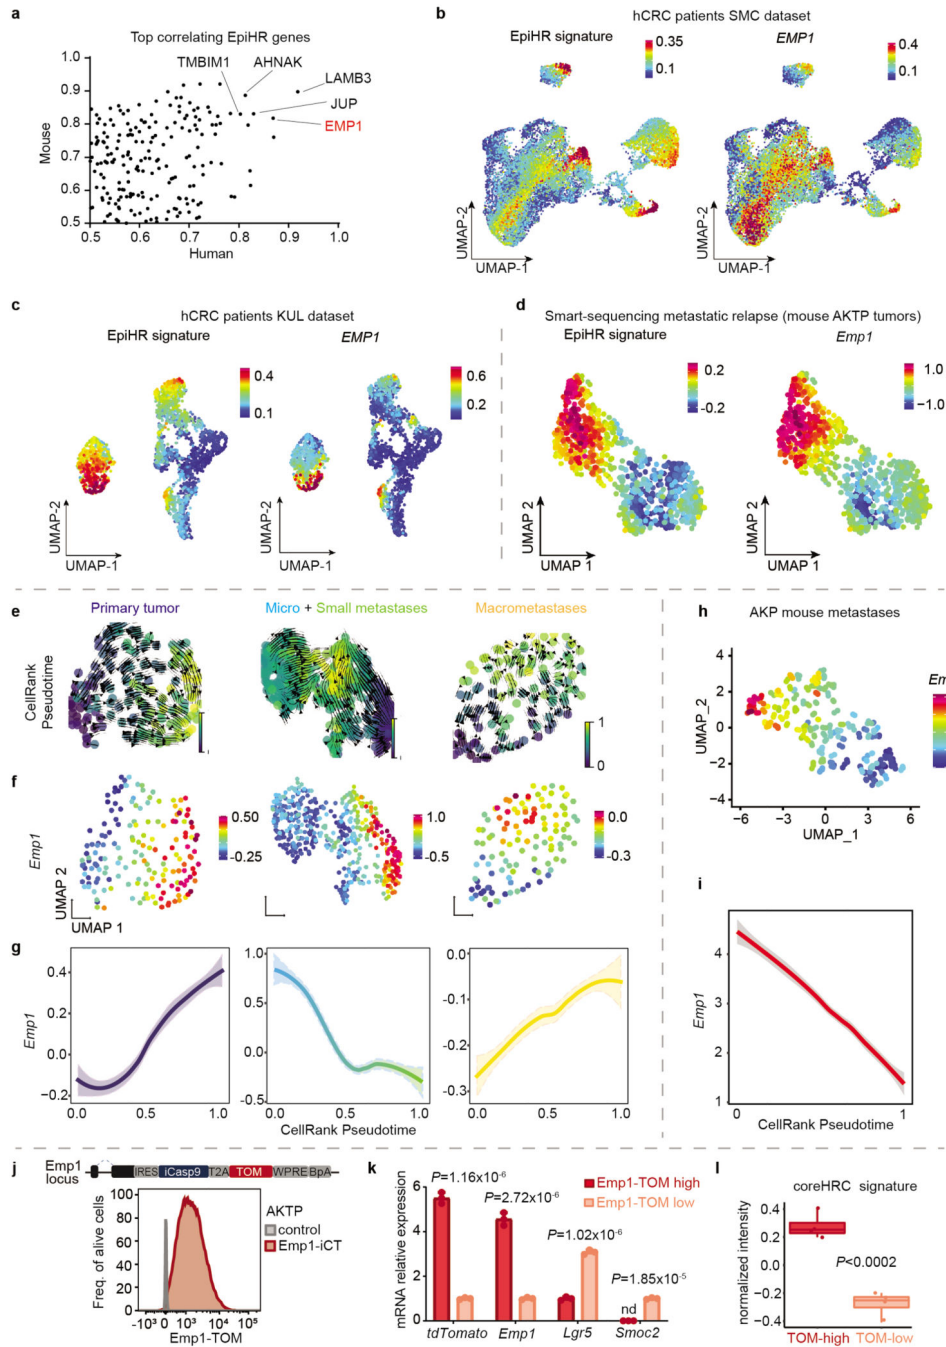 a
Top correlating EpiHR genes
TMBIM1
AHNAK
LAMB3
JUP
EMP1
Mouse
1.0
0.9
0.8
0.7
0.6
0.5
0.5 0.6 0.7 0.8 0.9 1.0
Human
b
hCRC patients SMC dataset
EpiHR signature
EMP1
0.35
0.1
0.4
0.1
UMAP-2
UMAP-1
UMAP-2
UMAP-1
c
hCRC patients KUL dataset
EpiHR signature
EMP1
0.4
0.1
0.6
0.2
UMAP-2
UMAP-1
UMAP-2
UMAP-1
d
Smart-sequencing metastatic relapse (mouse AKTP tumors)
EpiHR signature
Emp1
0.2
-0.2
1.0
-1.0
UMAP 2
UMAP 1
UMAP 2
UMAP 1
e
Primary tumor
Micro + Small metastases
Macrometastases
CellRank
Pseudotime
1
0
f
Emp1
0.50
-0.25
1.0
-0.5
0.0
-0.3
UMAP 2
UMAP 1
g
Emp1
0.4
0.2
0.0
−0.2
0.0 0.5 1.0
1.0
0.5
0.0
-0.5
0.0 0.5 1.0
0.0
-0.1
-0.2
-0.3
0.0 0.5 1.0
CellRank Pseudotime
h
AKP mouse metastases
Em
UMAP_2
4
2
0
−2
−4
−6 −3 0 3 6
UMAP_1
i
Emp1
4
3
2
1
0 1
CellRank Pseudotime
j
Emp1
locus
IRES iCasp9 T2A TOM WPRE BpA
Freq. of alive cells
100
80
60
40
20
0
-10³ 10³ 10⁴ 10⁵
Emp1-TOM
AKTP
control
Emp1-iCT
k
mRNA relative expression
6
5
4
3
2
1
0
P=1.16x10⁻⁶
P=2.72x10⁻⁶
P=1.02x10⁻⁶
P=1.85x10⁻⁵
nd
Emp1-TOM high
Emp1-TOM low
tdTomato Emp1 Lgr5 Smoc2
l
coreHRC signature
normalized intensity
0.4
0.2
0.0
−0.2
−0.4
P<0.0002
TOM-high TOM-low